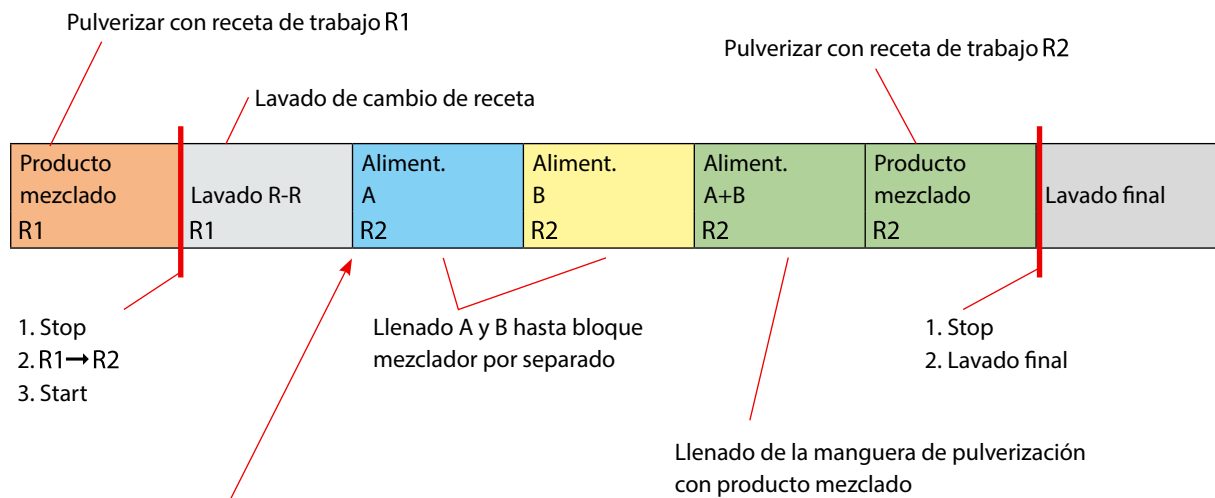 Pulverizar con receta de trabajo R1
Pulverizar con receta de trabajo R2
Lavado de cambio de receta
Producto
mezclado
R1
Lavado R-R
R1
Aliment.
A
R2
Aliment.
B
R2
Aliment.
A+B
R2
Producto
mezclado
R2
Lavado final
1. Stop
2. R1→R2
3. Start
Llenado A y B hasta bloque
mezclador por separado
1. Stop
2. Lavado final
Llenado de la manguera de pulverización
con producto mezclado